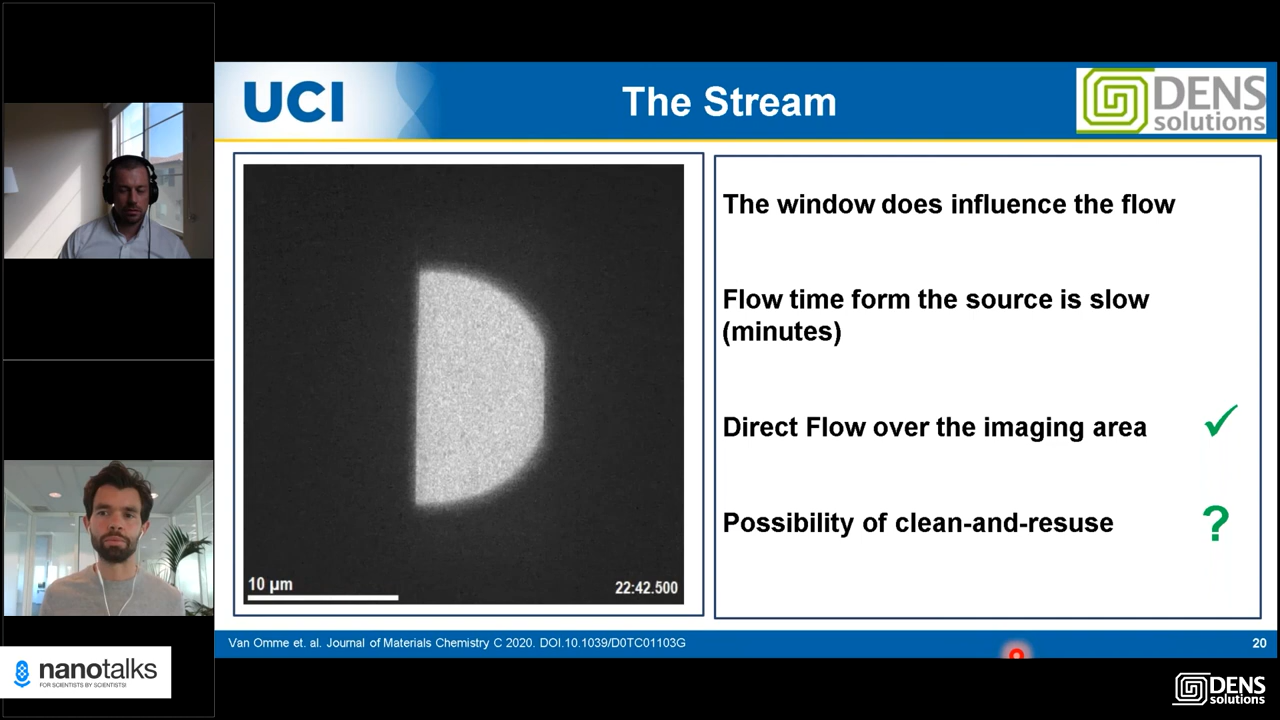 UCI
The Stream
DENS
solutions
The window does influence the flow
Flow time form the source is slow
(minutes)
Direct Flow over the imaging area ✓
Possibility of clean-and-resuse ?
10 µm
22:42.500
Van Omme et. al. Journal of Materials Chemistry C 2020. DOI.10.1039/D0TC01103G
20
nanotalks
FOR SCIENTISTS BY SCIENTISTS!
DENS
solutions